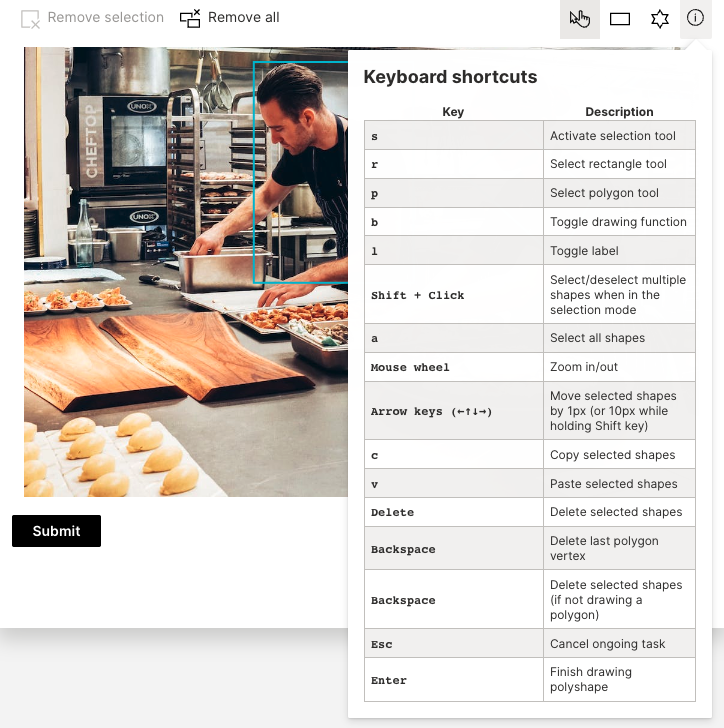 Remove selection
Remove all
Keyboard shortcuts
Key Description
s Activate selection tool
r Select rectangle tool
p Select polygon tool
b Toggle drawing function
l Toggle label
Shift + Click Select/deselect multiple
shapes when in the
selection mode
a Select all shapes
Mouse wheel Zoom in/out
Arrow keys (←↑↓→) Move selected shapes
by 1px (or 10px while
holding Shift key)
c Copy selected shapes
v Paste selected shapes
Delete Delete selected shapes
Backspace Delete last polygon
vertex
Backspace Delete selected shapes
(if not drawing a
polygon)
Esc Cancel ongoing task
Enter Finish drawing
polyshape
CHEFTOP
UNOX
UNOX
Submit